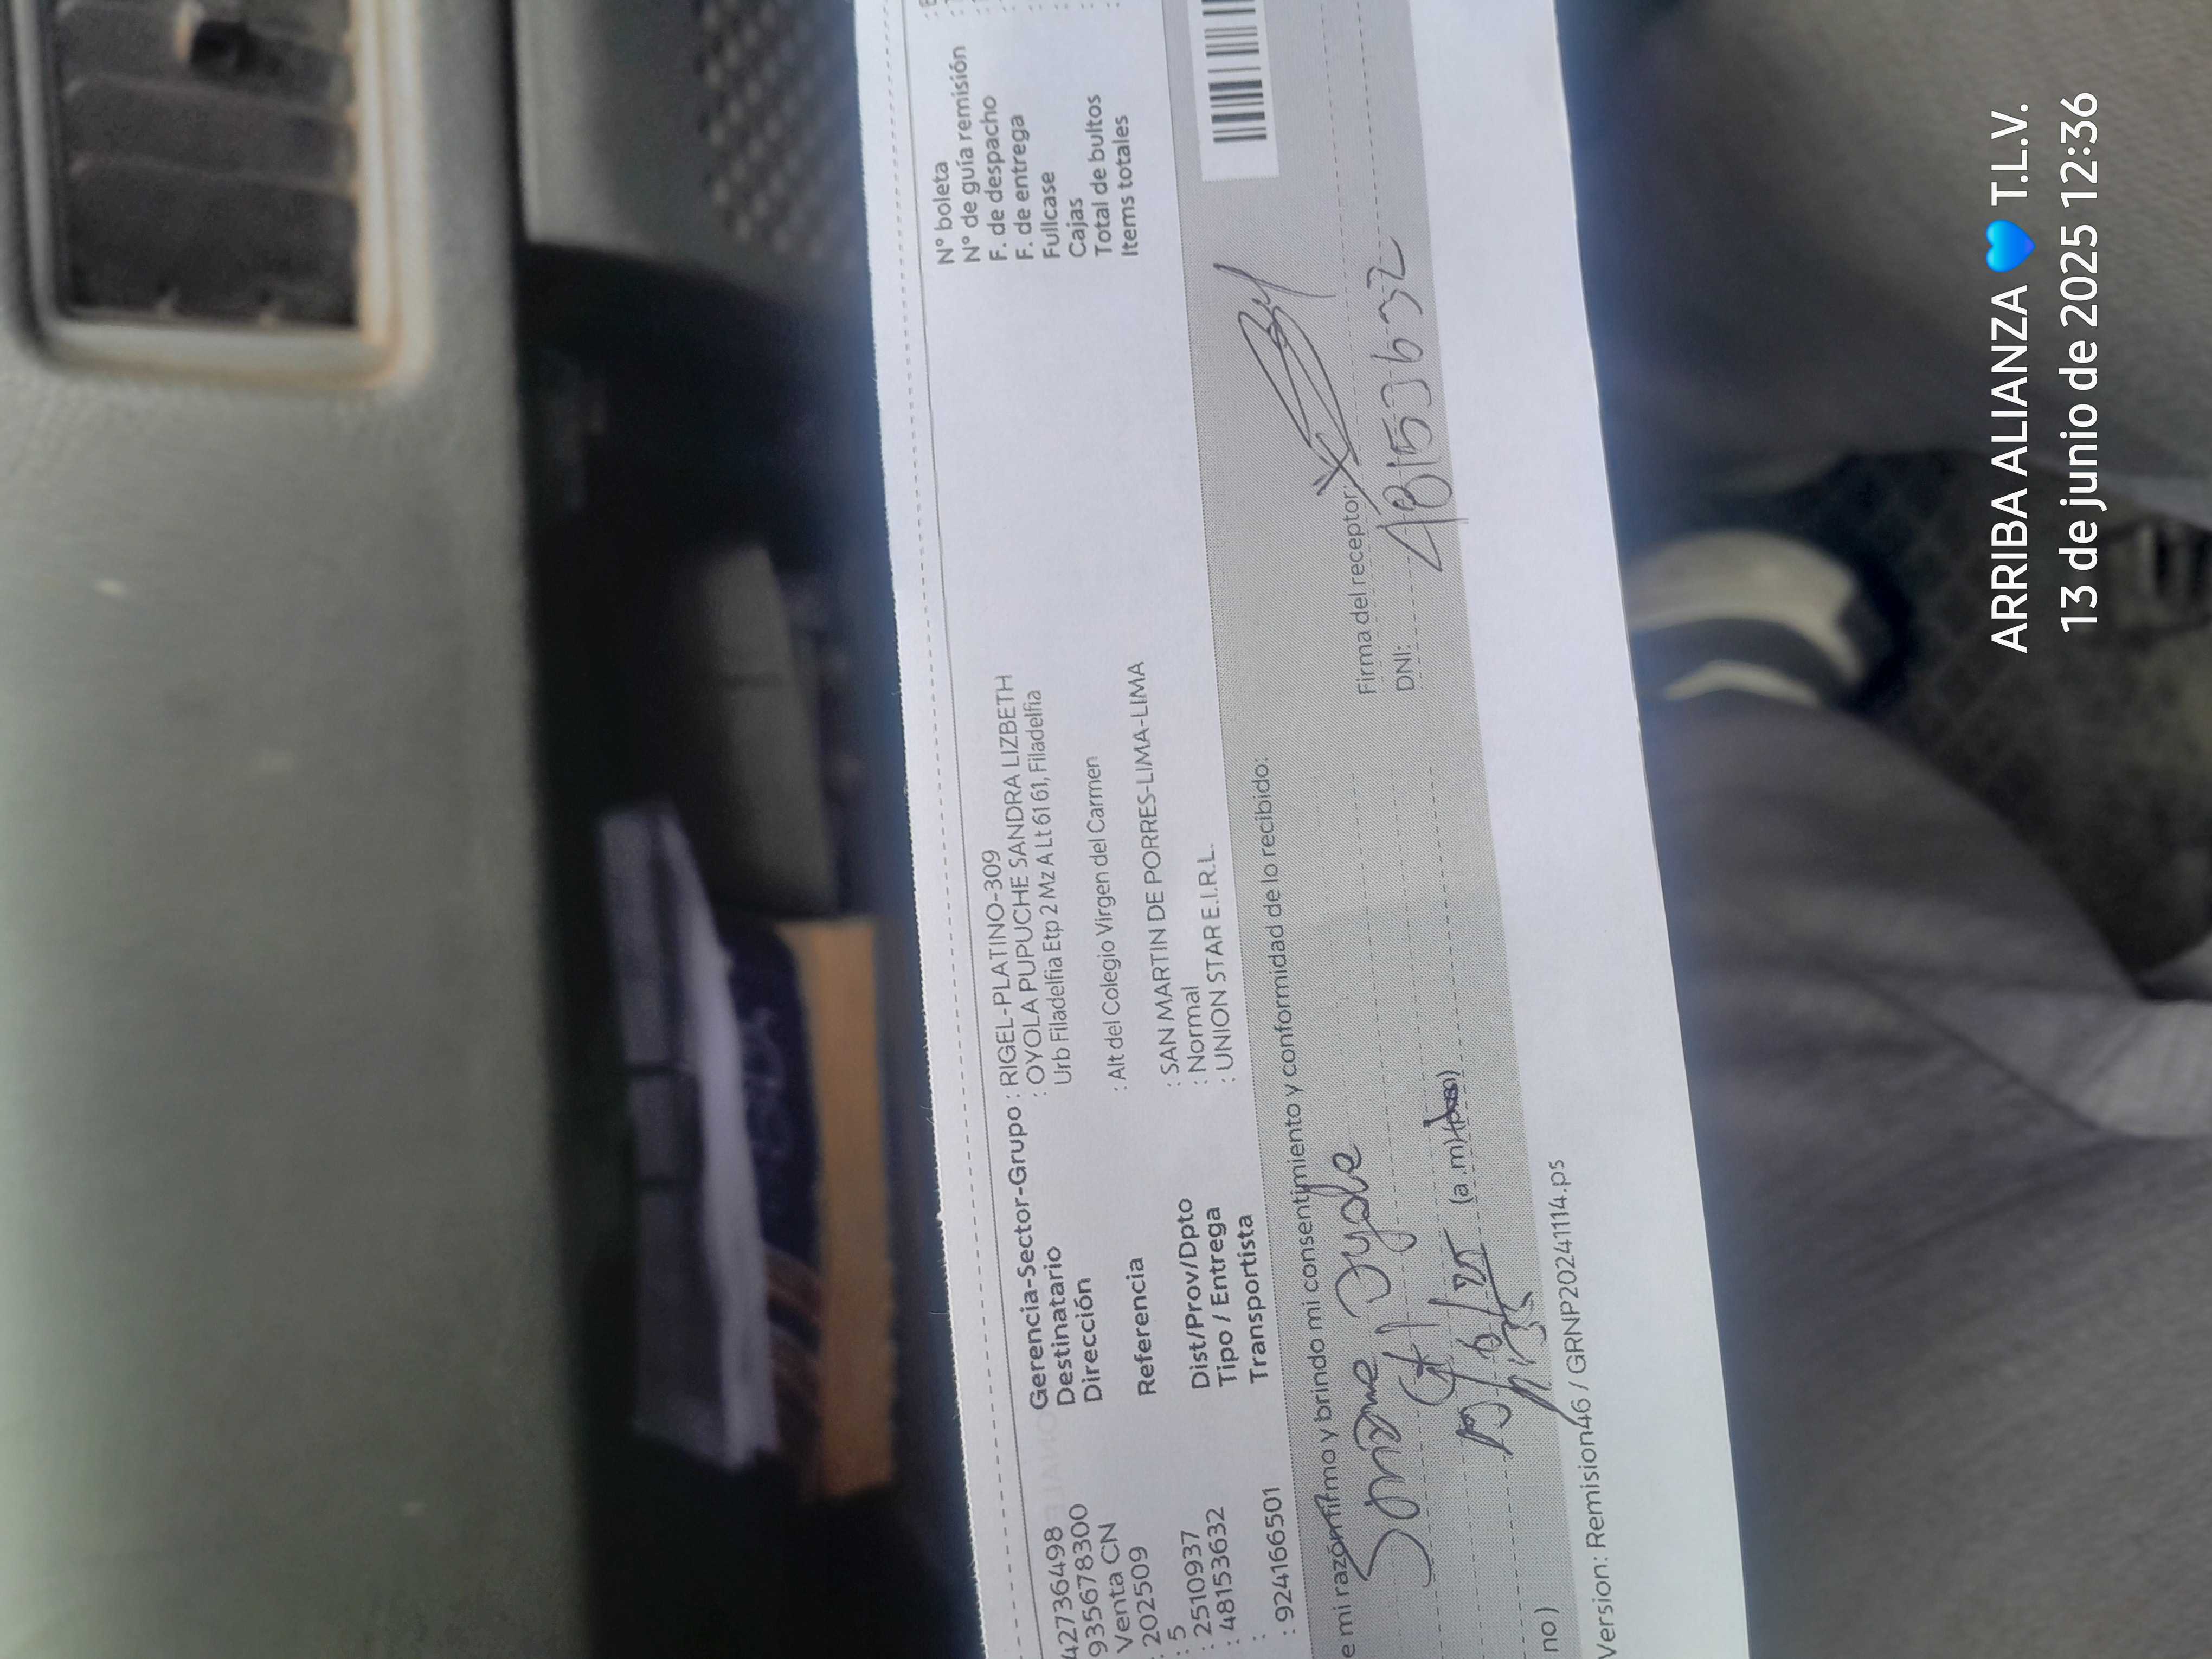 427736498
935678300
Venta CN
: 202509
: 5
: 2510937
: 48153632
:
: 924166501
Gerencia-Sector-Grupo : RIGEL-PLATINO-309
Destinatario : OYOLA PUPUCHE SANDRA LIZBETH
Dirección Urb Filadelfia Etp 2 Mz A Lt 61 61, Filadelfia
Referencia : Alt del Colegio Virgen del Carmen
Dist/Prov/Dpto : SAN MARTIN DE PORRES-LIMA-LIMA
Tipo / Entrega : Normal
Transportista : UNION STAR E.I.R.L.
N° boleta
N° de guía remisión
F. de despacho
F. de entrega
Fullcase
Cajas
Total de bultos
Items totales
e mi razón firmo y brindo mi consentimiento y conformidad de lo recibido:
Oyola
(a.m)
no)
Firma del receptor:
DNI: 48153632
Version: Remision46 / GRNP20241114.ps
ARRIBA ALIANZA 💙 T.L.V.
13 de junio de 2025 12:36